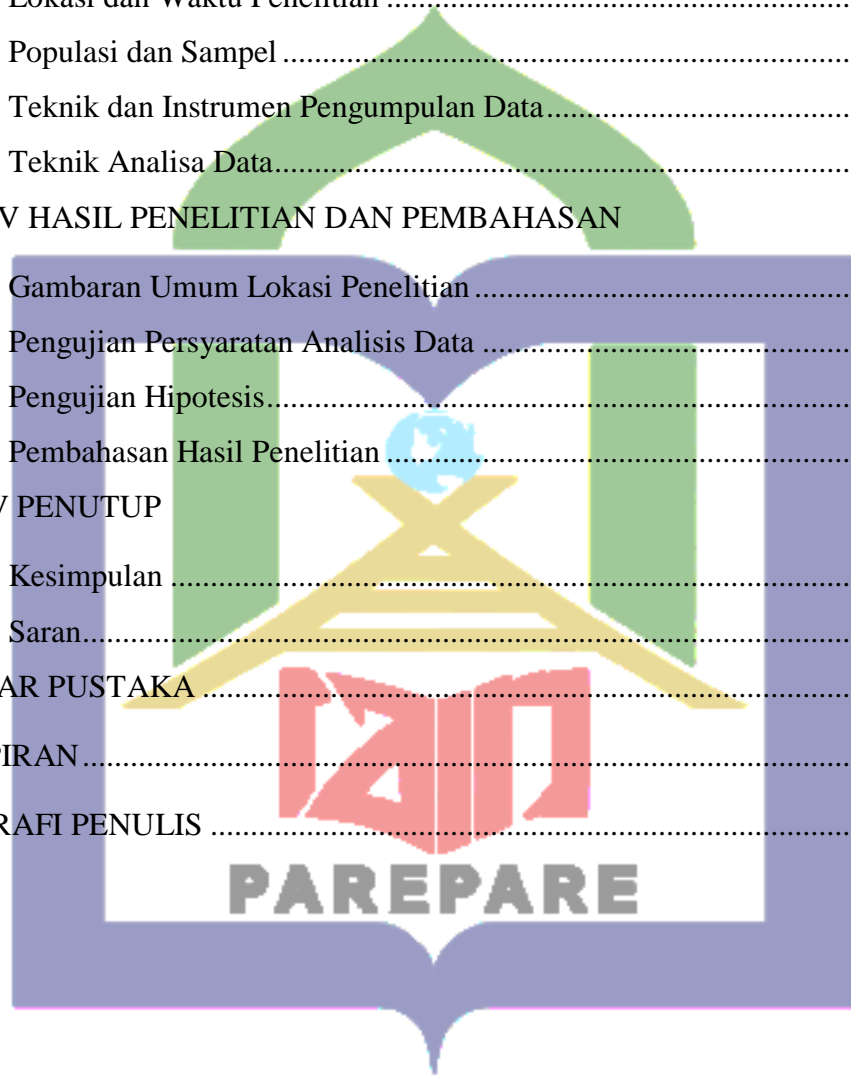 Lokasi dan Waktu Penelitian ........................................................
Populasi dan Sampel ........................................................................
Teknik dan Instrumen Pengumpulan Data......................................
Teknik Analisa Data.........................................................................
V HASIL PENELITIAN DAN PEMBAHASAN
Gambaran Umum Lokasi Penelitian ...............................................
Pengujian Persyaratan Analisis Data ..............................................
Pengujian Hipotesis..........................................................................
Pembahasan Hasil Penelitian ..........................................................
V PENUTUP
Kesimpulan ......................................................................................
Saran.................................................................................................
AR PUSTAKA .................................................................................
PIRAN................................................................................................
RAFI PENULIS ................................................................................
iain
PAREPARE